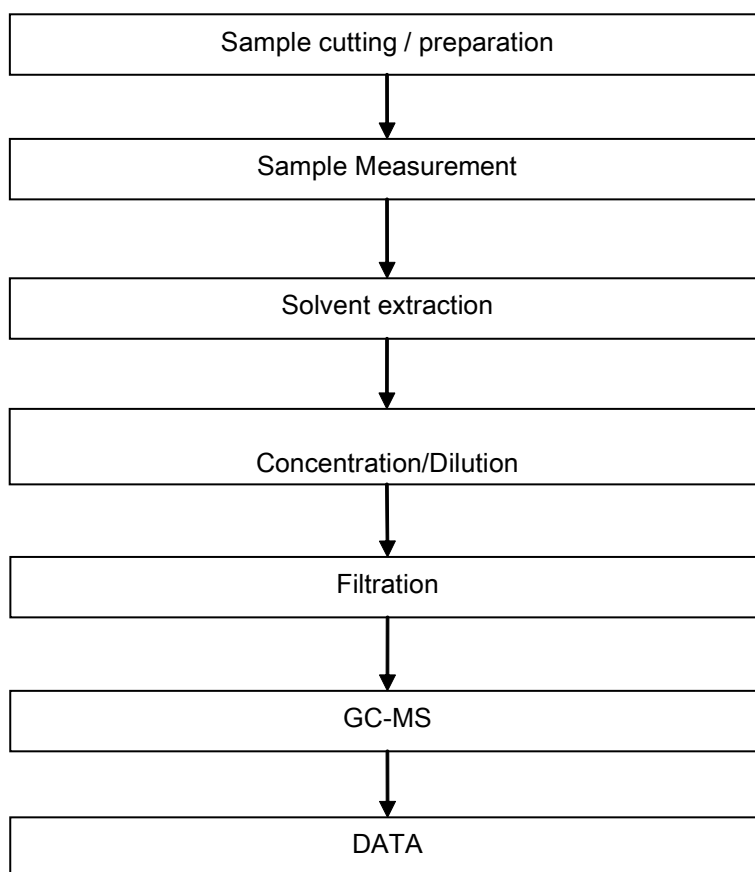 Sample cutting / preparation
Sample Measurement
Solvent extraction
Concentration/Dilution
Filtration
GC-MS
DATA